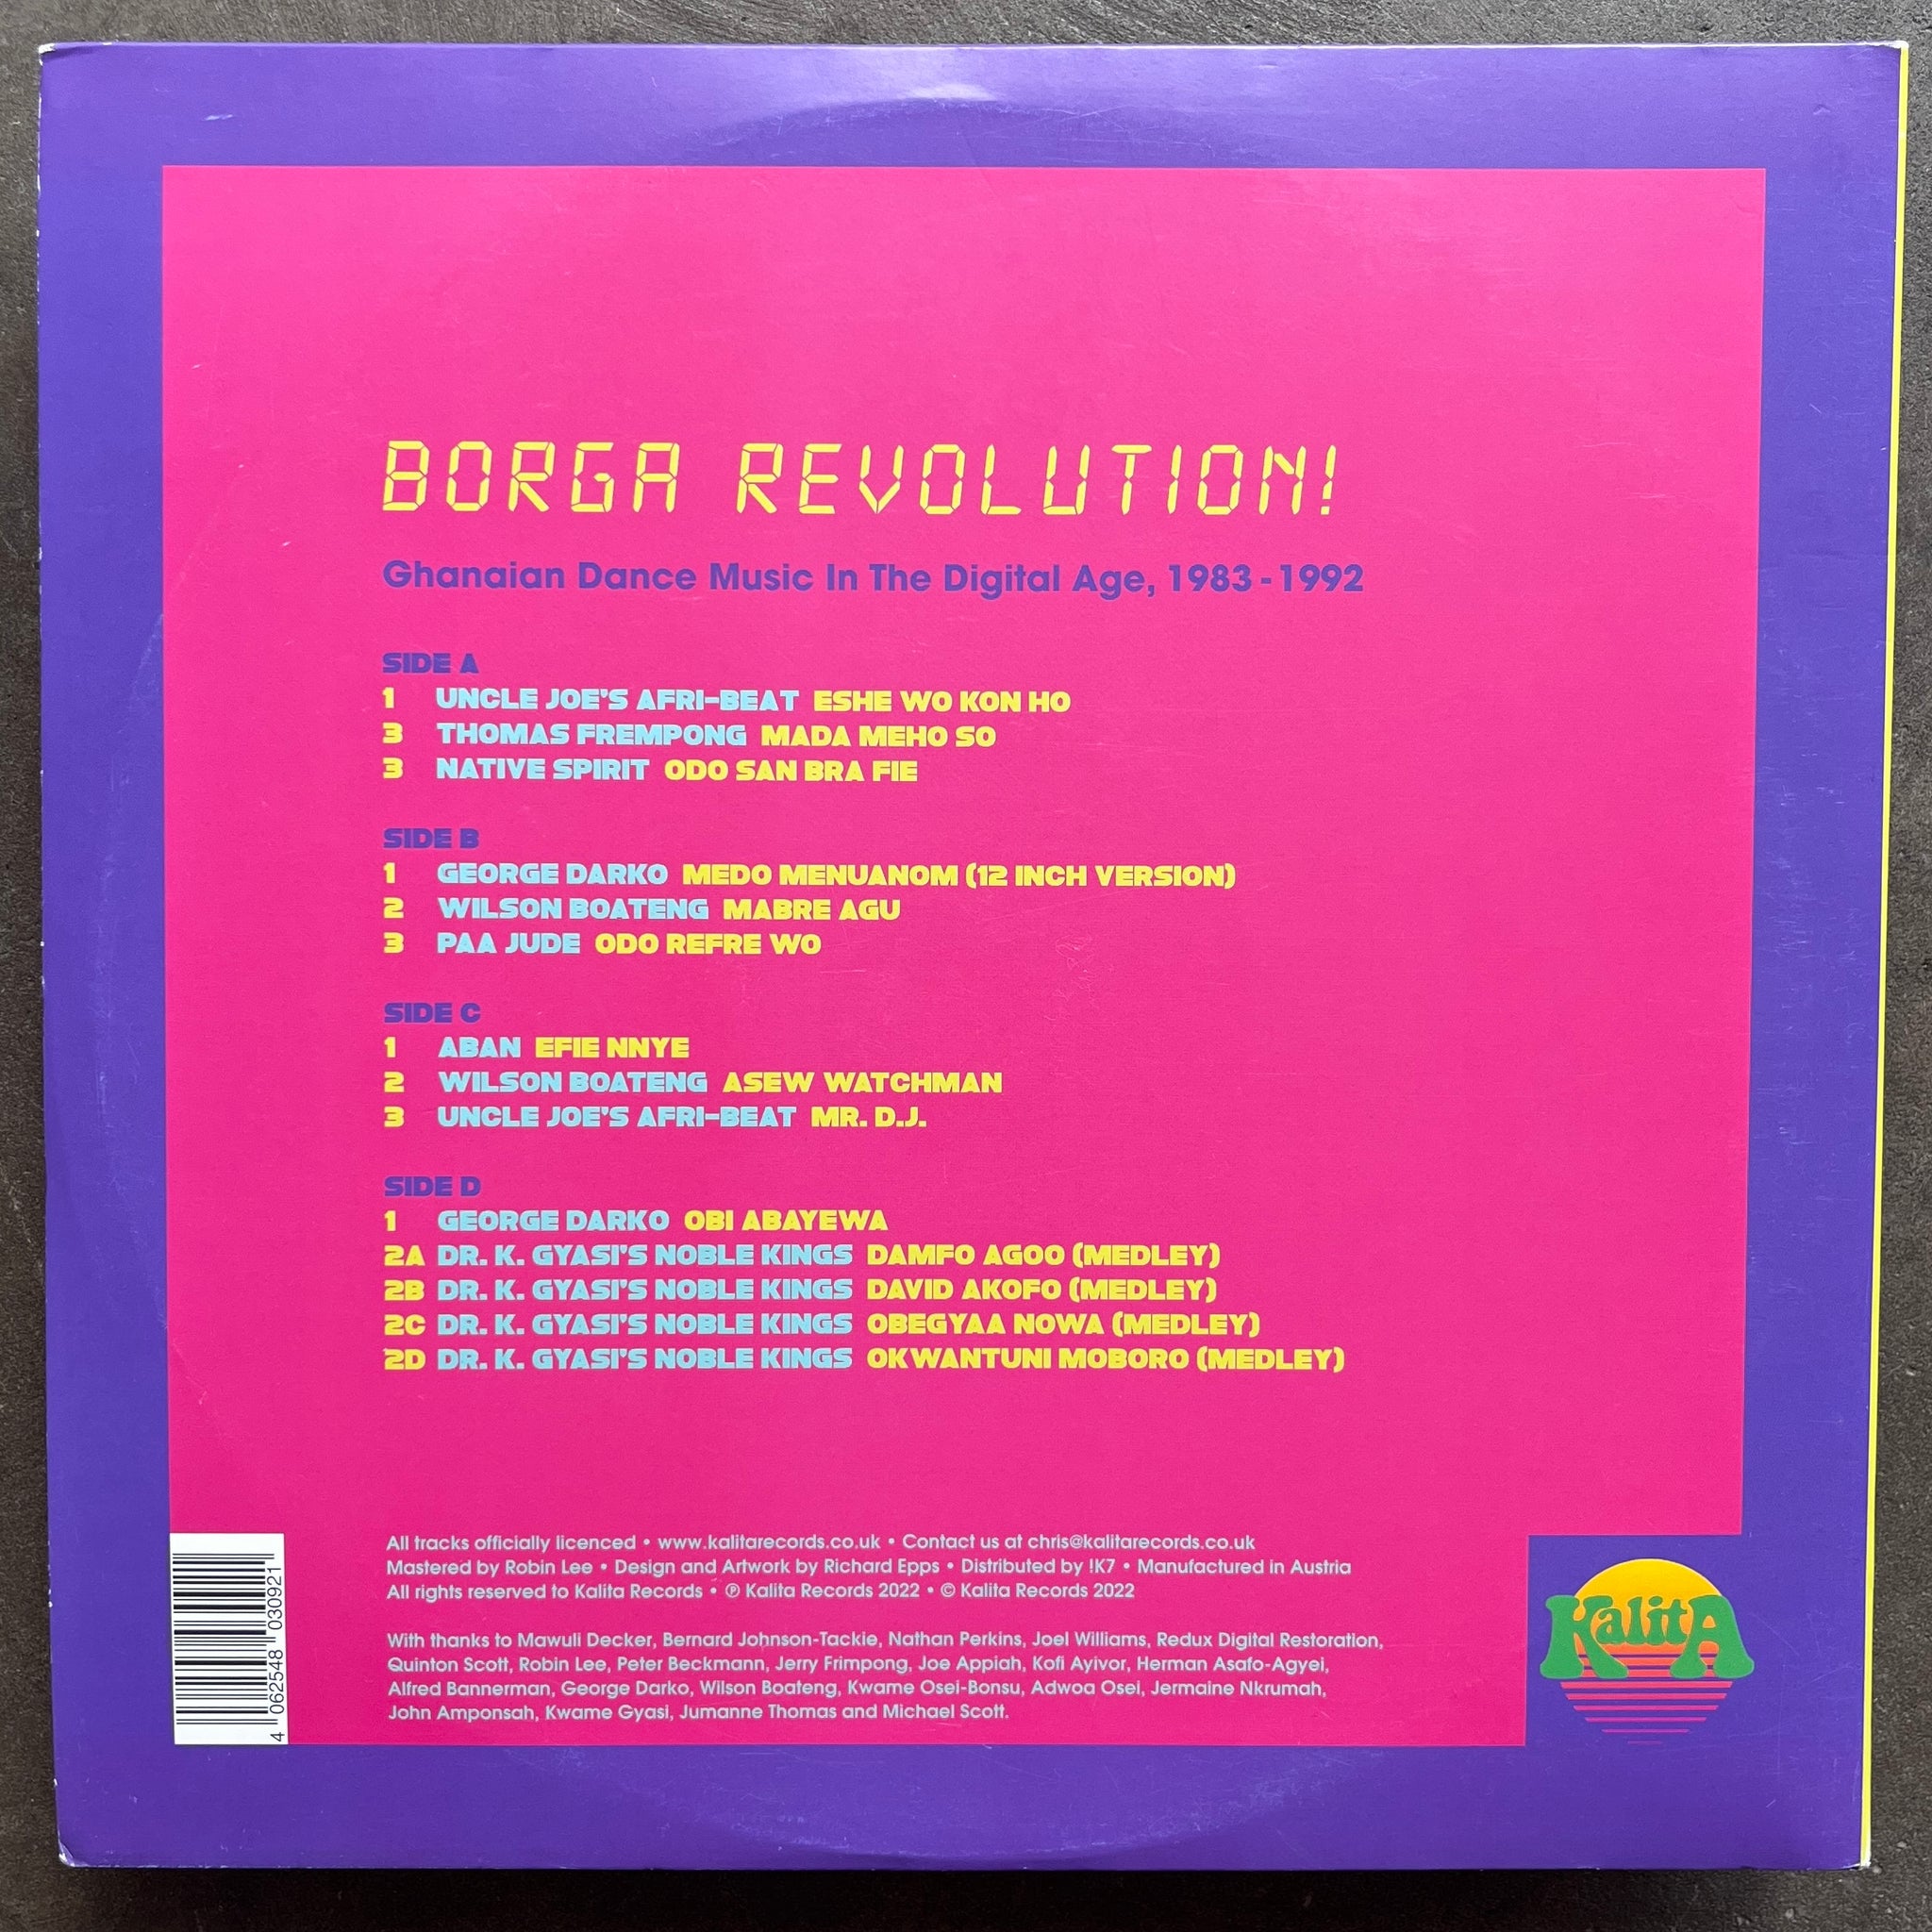 BORGA REVOLUTION!
Ghanaian Dance Music In The Digital Age, 1983-1992
SIDE A
1 UNCLE JOE'S AFRI-BEAT ESHE WO KON HO
3 THOMAS FREMPONG MADA MEHO SO
3 NATIVE SPIRIT ODO SAN BRA FIE
SIDE B
1 GEORGE DARKO MEDO MENUANOM (12 INCH VERSION)
2 WILSON BOATENG MABRE AGU
3 PAA JUDE ODO REFRE WO
SIDE C
1 ABAN EFIE NNYE
2 WILSON BOATENG ASEW WATCHMAN
3 UNCLE JOE'S AFRI-BEAT MR. D.J.
SIDE D
1 GEORGE DARKO OBI ABAYEWA
2A DR. K. GYASI'S NOBLE KINGS DAMFO AGOO (MEDLEY)
2B DR. K. GYASI'S NOBLE KINGS DAVID AKOFO (MEDLEY)
2C DR. K. GYASI'S NOBLE KINGS OBEGYAA NOWA (MEDLEY)
2D DR. K. GYASI'S NOBLE KINGS OKWANTUNI MOBORO (MEDLEY)
All tracks officially licenced • www.kalitarecords.co.uk • Contact us at chris@kalitarecords.co.uk
Mastered by Robin Lee • Design and Artwork by Richard Epps • Distributed by !K7 • Manufactured in Austria
All rights reserved to Kalita Records • ℗ Kalita Records 2022 • © Kalita Records 2022
With thanks to Mawuli Decker, Bernard Johnson-Tackie, Nathan Perkins, Joel Williams, Redux Digital Restoration,
Quinton Scott, Robin Lee, Peter Beckmann, Jerry Frimpong, Joe Appiah, Kofi Ayivor, Herman Asafo-Agyei,
Alfred Bannerman, George Darko, Wilson Boateng, Kwame Osei-Bonsu, Adwoa Osei, Jermaine Nkrumah,
John Amponsah, Kwame Gyasi, Jumanne Thomas and Michael Scott.
4 062548 030921
KalitA